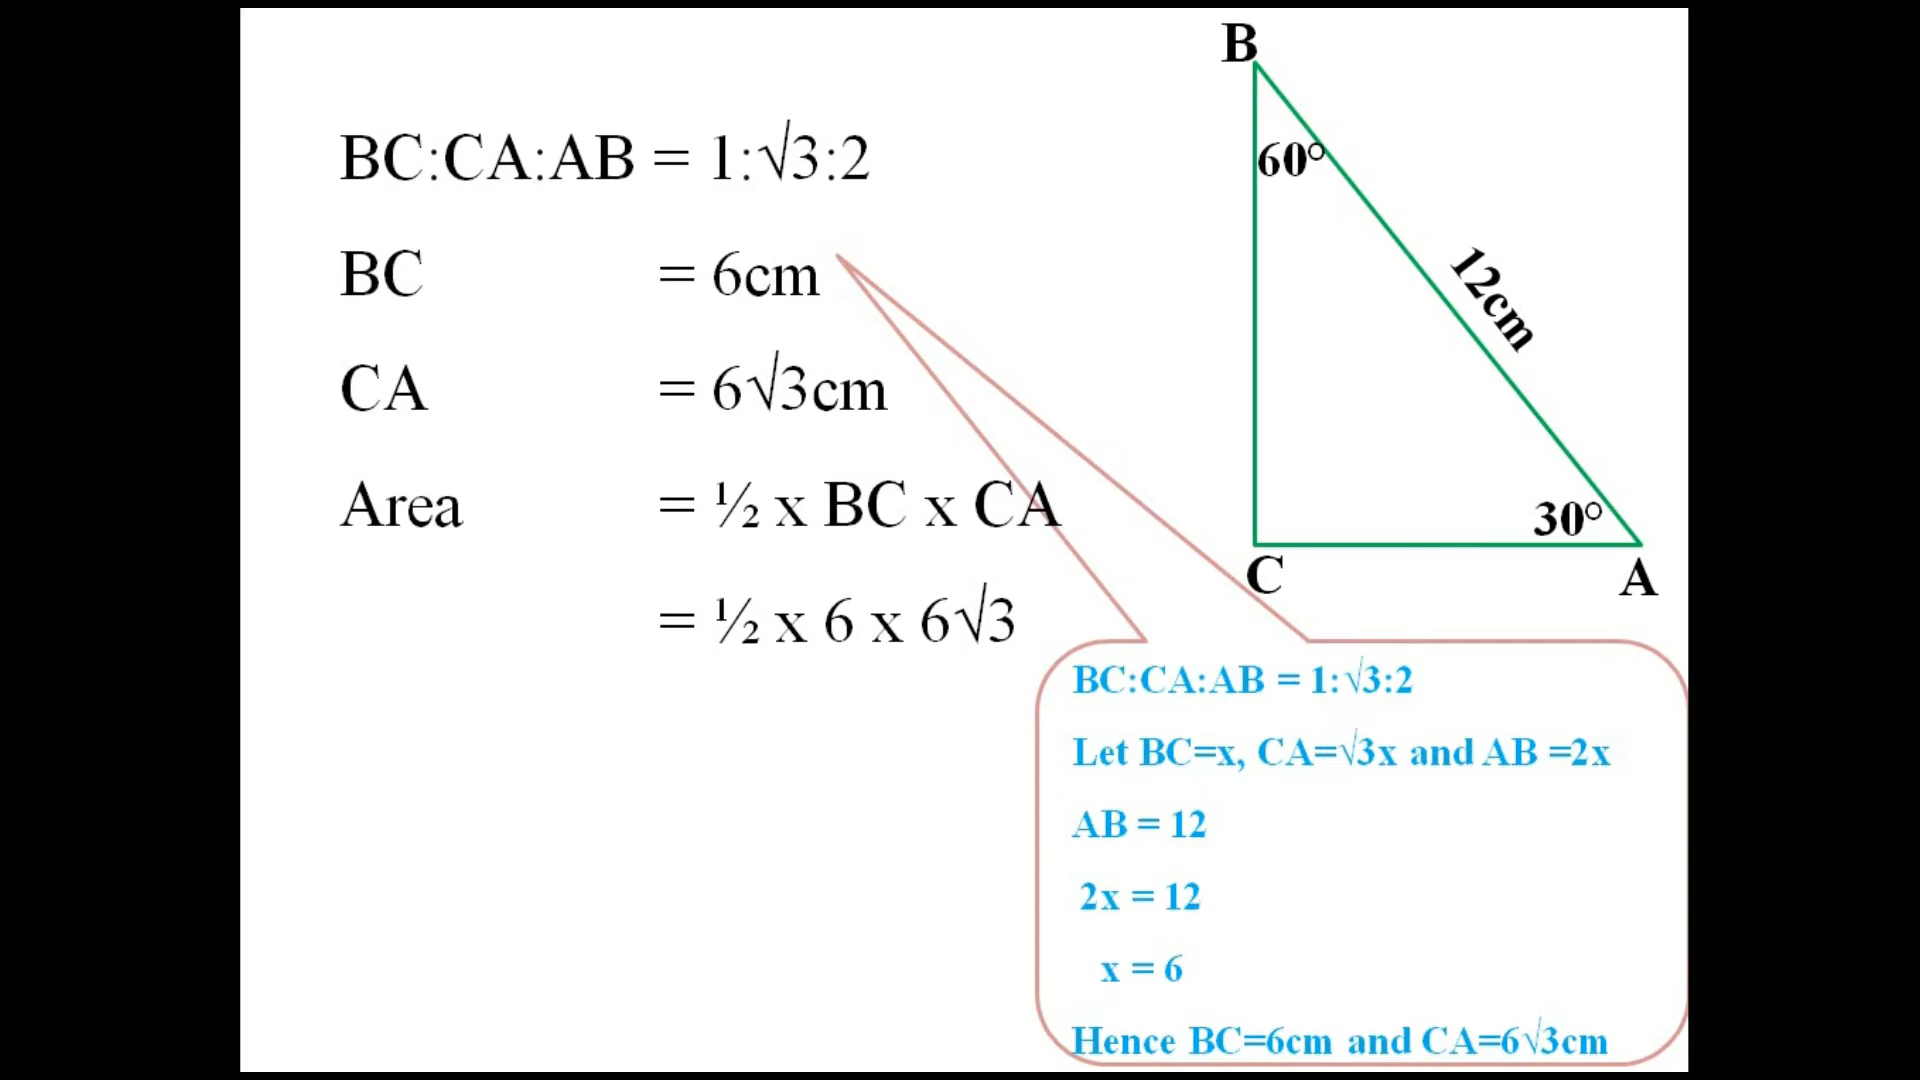 BC:CA:AB = 1:√3:2
BC = 6cm
CA = 6√3cm
Area = ½ x BC x CA
= ½ x 6 x 6√3
B
60°
12cm
30°
C
A
BC:CA:AB = 1:√3:2
Let BC=x, CA=√3x and AB =2x
AB = 12
2x = 12
x = 6
Hence BC=6cm and CA=6√3cm